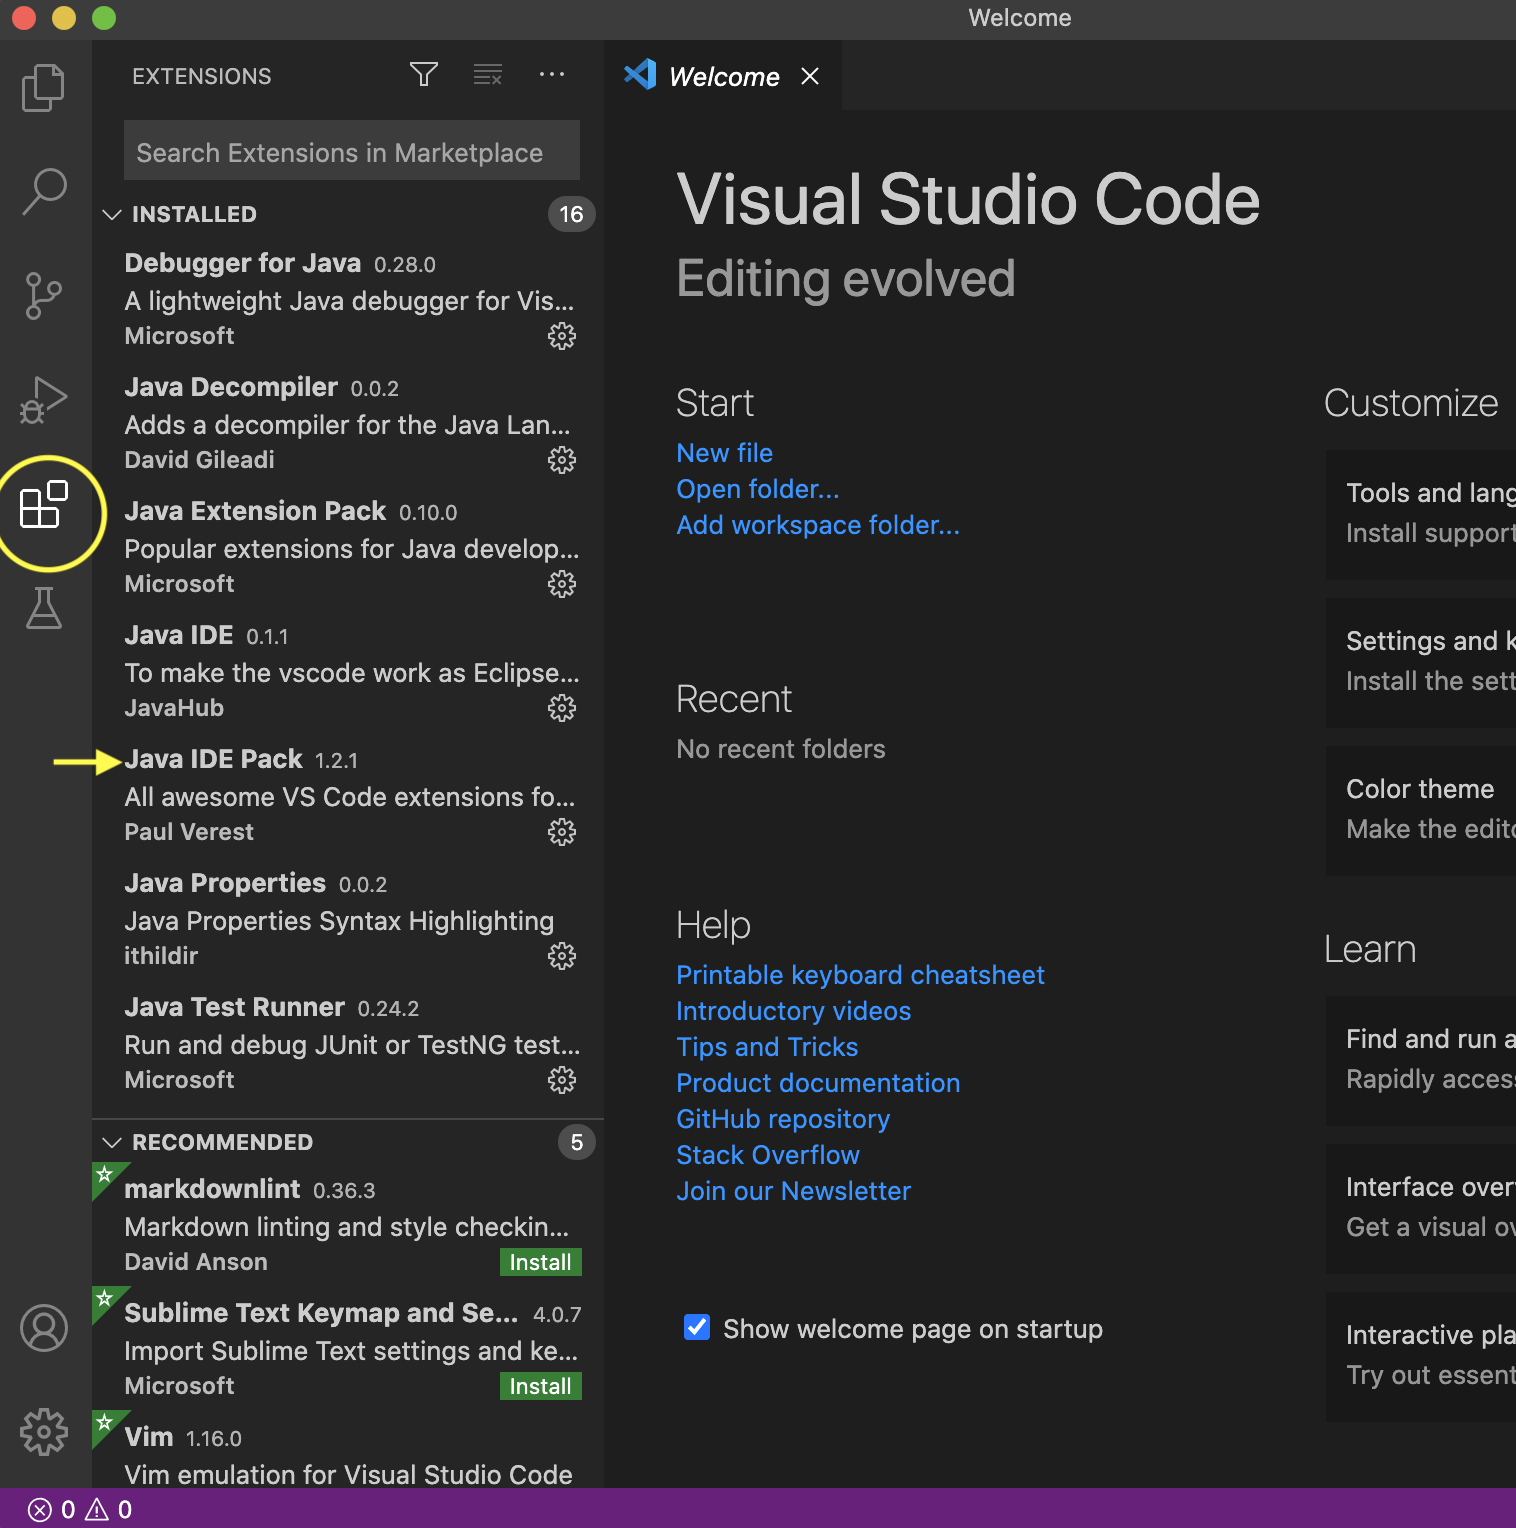 Welcome
EXTENSIONS
Search Extensions in Marketplace
INSTALLED 16
Debugger for Java 0.28.0
A lightweight Java debugger for Vis...
Microsoft
Java Decompiler 0.0.2
Adds a decompiler for the Java Lan...
David Gileadi
Java Extension Pack 0.10.0
Popular extensions for Java develop...
Microsoft
Java IDE 0.1.1
To make the vscode work as Eclipse...
JavaHub
Java IDE Pack 1.2.1
All awesome VS Code extensions fo...
Paul Verest
Java Properties 0.0.2
Java Properties Syntax Highlighting
ithildir
Java Test Runner 0.24.2
Run and debug JUnit or TestNG test...
Microsoft
RECOMMENDED 5
markdownlint 0.36.3
Markdown linting and style checkin...
David Anson Install
Sublime Text Keymap and Se... 4.0.7
Import Sublime Text settings and ke...
Microsoft Install
Vim 1.16.0
Vim emulation for Visual Studio Code
Welcome
Visual Studio Code
Editing evolved
Start
New file
Open folder...
Add workspace folder...
Recent
No recent folders
Help
Printable keyboard cheatsheet
Introductory videos
Tips and Tricks
Product documentation
GitHub repository
Stack Overflow
Join our Newsletter
Show welcome page on startup
Customize
Tools and lang
Install support
Settings and k
Install the sett
Color theme
Make the edito
Learn
Find and run a
Rapidly access
Interface over
Get a visual ov
Interactive pla
Try out essent
0 0